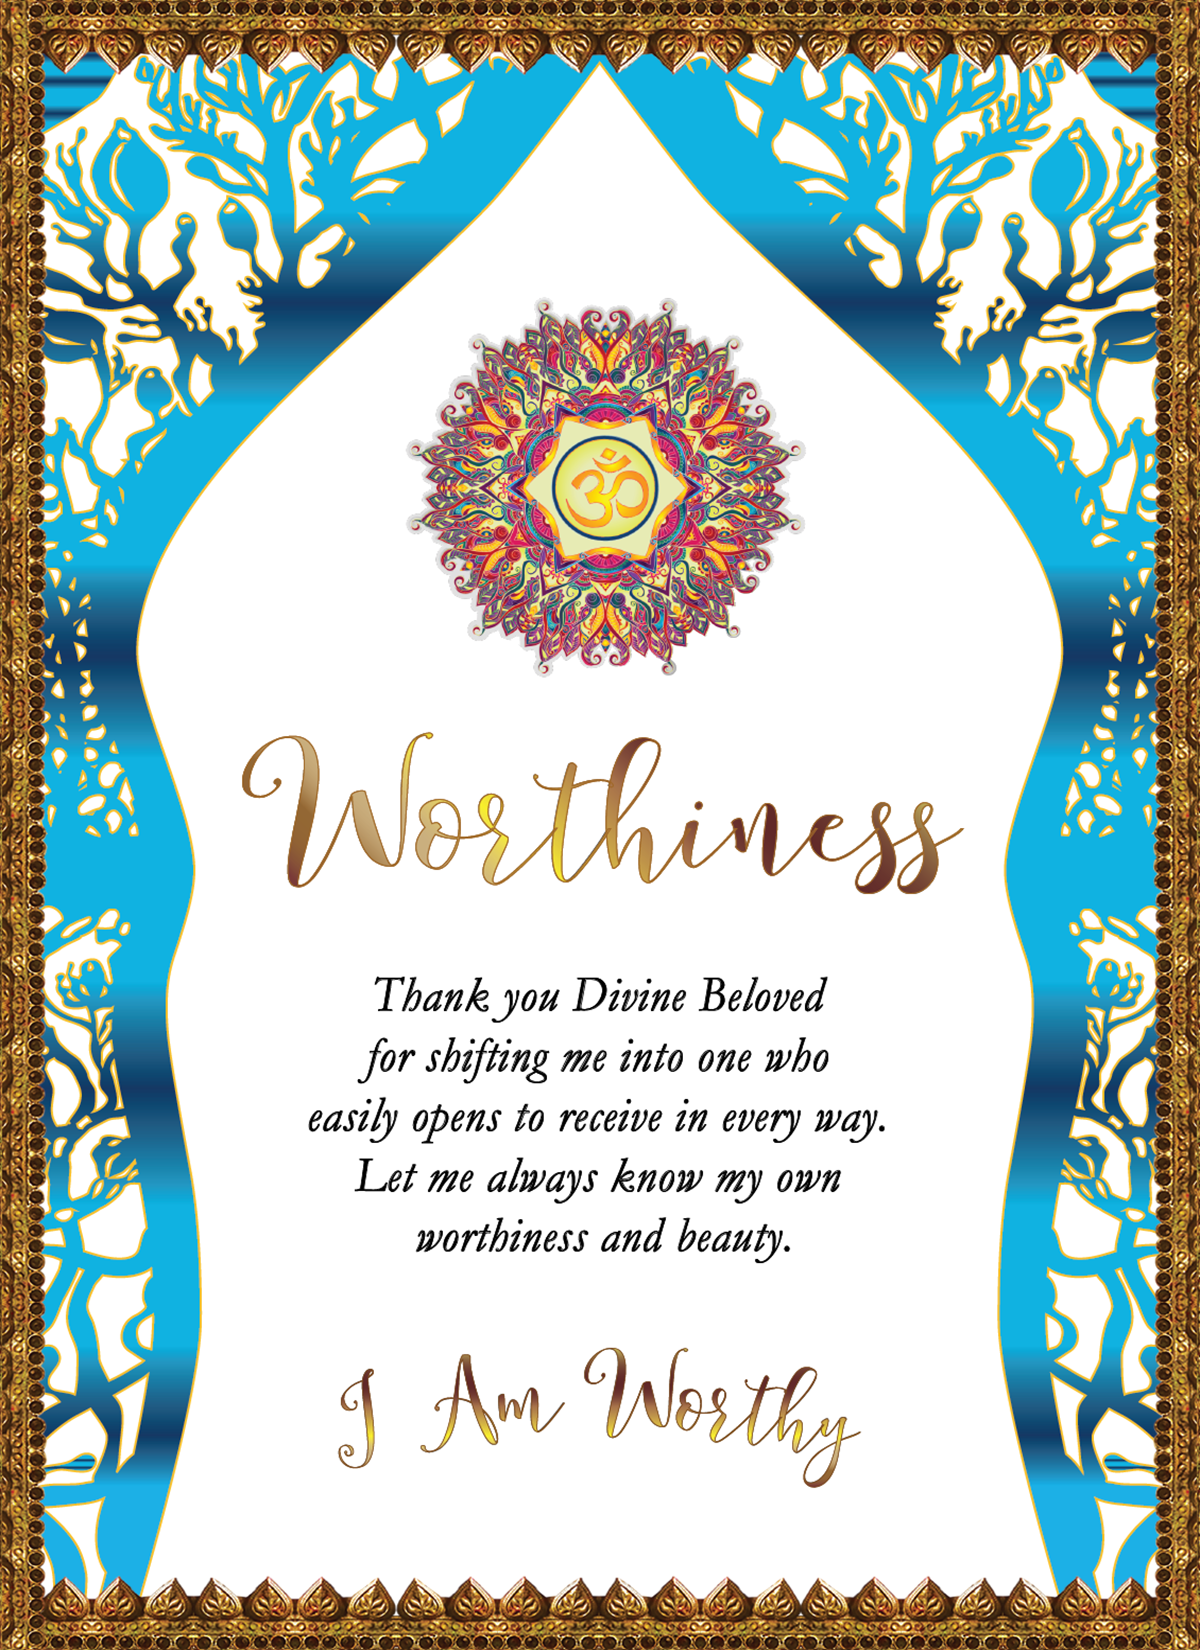 ॐ
Worthiness
Thank you Divine Beloved
for shifting me into one who
easily opens to receive in every way.
Let me always know my own
worthiness and beauty.
I Am Worthy